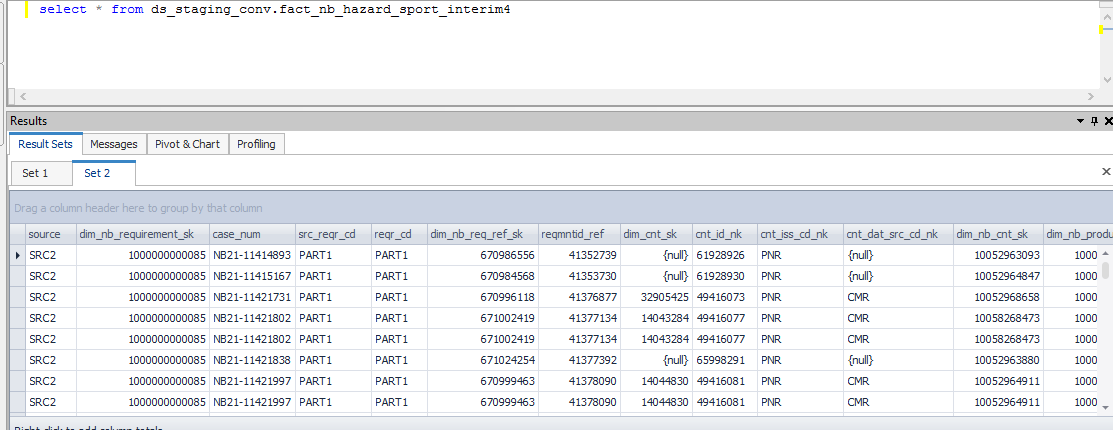 select * from ds_staging_conv.fact_nb_hazard_sport_interim4
Results
Result Sets Messages Pivot & Chart Profiling
Set 1 Set 2
Drag a column header here to group by that column
source dim_nb_requirement_sk case_num src_reqr_cd reqr_cd dim_nb_req_ref_sk reqmntid_ref dim_cnt_sk cnt_id_nk cnt_iss_cd_nk cnt_dat_src_cd_nk dim_nb_cnt_sk dim_nb_produ
SRC2 1000000000085 NB21-11414893 PART1 PART1 670986556 41352739 {null} 61928926 PNR {null} 10052963093 1000
SRC2 1000000000085 NB21-11415167 PART1 PART1 670984568 41353730 {null} 61928930 PNR {null} 10052964847 1000
SRC2 1000000000085 NB21-11421731 PART1 PART1 670996118 41376877 32905425 49416073 PNR CMR 10052968658 1000
SRC2 1000000000085 NB21-11421802 PART1 PART1 671002419 41377134 14043284 49416077 PNR CMR 10058268473 1000
SRC2 1000000000085 NB21-11421802 PART1 PART1 671002419 41377134 14043284 49416077 PNR CMR 10058268473 1000
SRC2 1000000000085 NB21-11421838 PART1 PART1 671024254 41377392 {null} 65998291 PNR {null} 10052963880 1000
SRC2 1000000000085 NB21-11421997 PART1 PART1 670999463 41378090 14044830 49416081 PNR CMR 10052964911 1000
SRC2 1000000000085 NB21-11421997 PART1 PART1 670999463 41378090 14044830 49416081 PNR CMR 10052964911 1000
Right click to add column totals